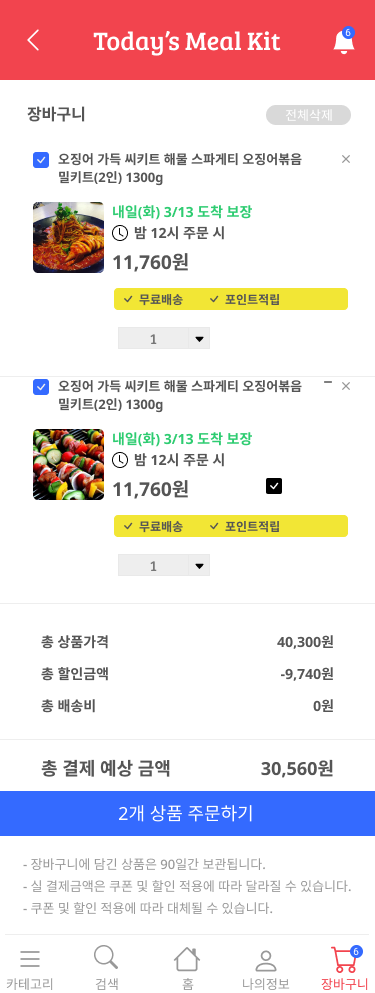 Today's Meal Kit
6
장바구니
전체삭제
오징어 가득 씨키트 해물 스파게티 오징어볶음
밀키트(2인) 1300g
내일(화) 3/13 도착 보장
밤 12시 주문 시
11,760원
무료배송 포인트적립
1
오징어 가득 씨키트 해물 스파게티 오징어볶음
밀키트(2인) 1300g
내일(화) 3/13 도착 보장
밤 12시 주문 시
11,760원
무료배송 포인트적립
1
총 상품가격 40,300원
총 할인금액 -9,740원
총 배송비 0원
총 결제 예상 금액 30,560원
2개 상품 주문하기
- 장바구니에 담긴 상품은 90일간 보관됩니다.
- 실 결제금액은 쿠폰 및 할인 적용에 따라 달라질 수 있습니다.
- 쿠폰 및 할인 적용에 따라 대체될 수 있습니다.
6
카테고리 검색 홈 나의정보 장바구니